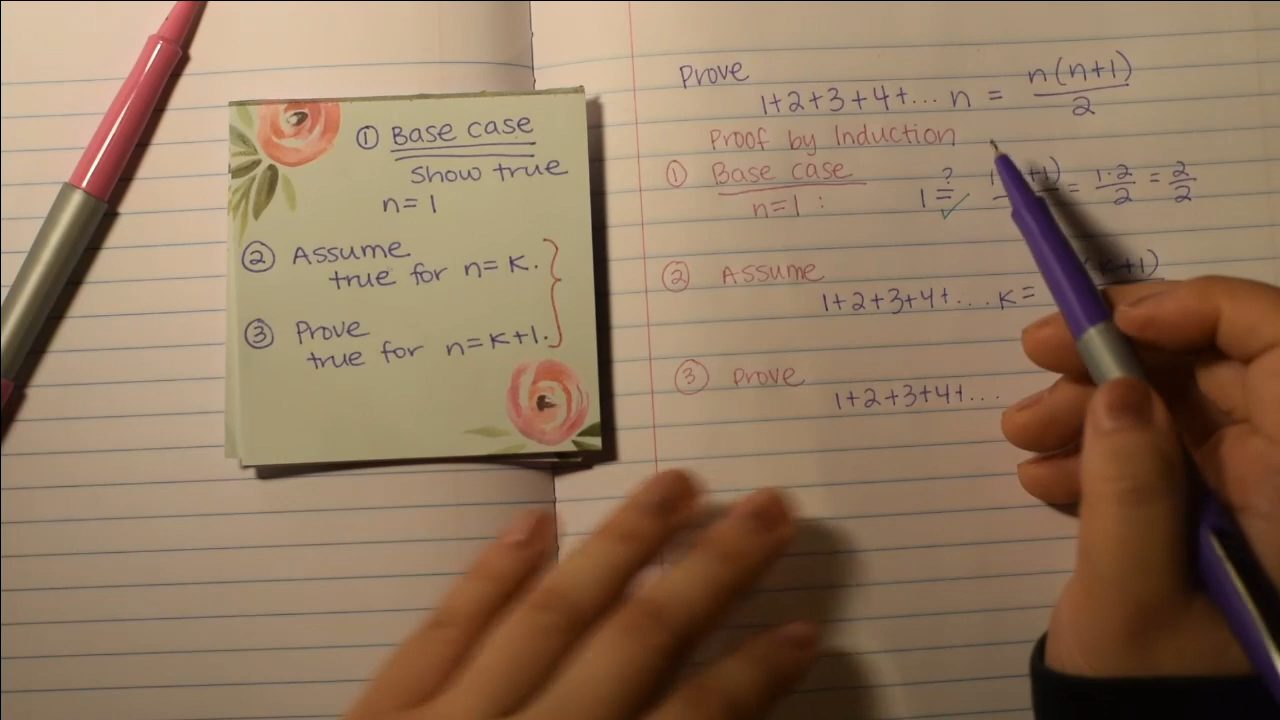 ① Base case
Show true
n=1
② Assume
true for n=k.
③ Prove
true for n=k+1.
Prove
1+2+3+4+... n = n(n+1)/2
Proof by Induction
① Base case
n=1:
1 ?= +1) = 1·2/2 = 2/2
② Assume
1+2+3+4+... k = k+1)
③ Prove
1+2+3+4+...